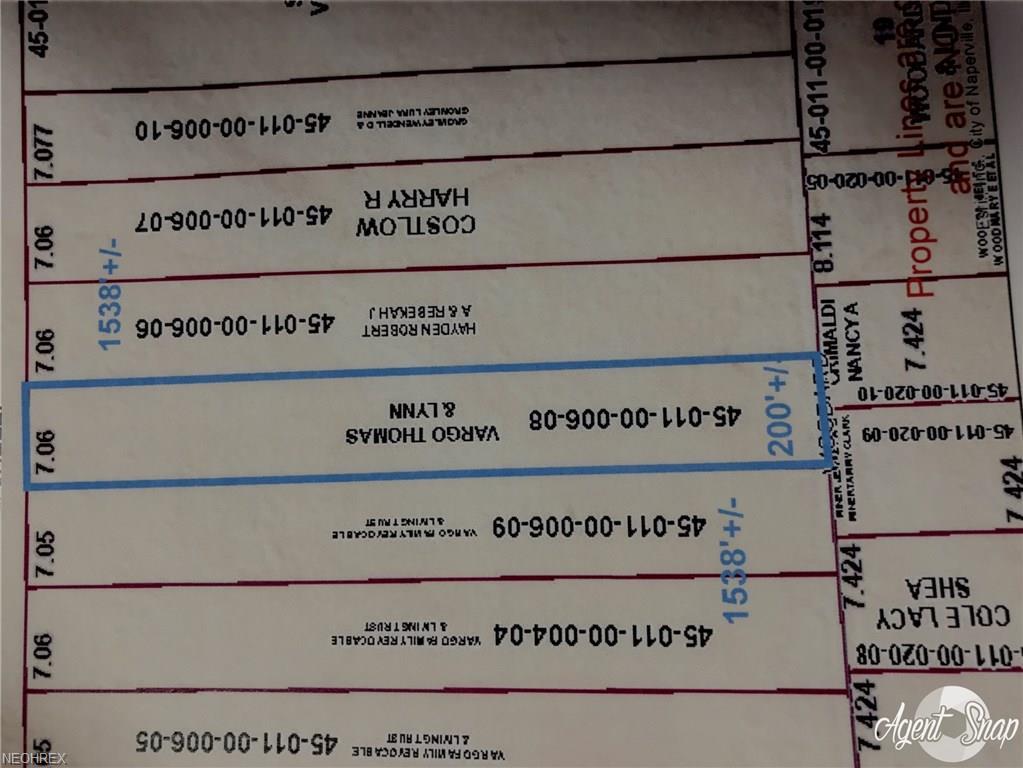 45-01
7.077
45-011-00-006-10
GROMLEY WENDELL D &
GROMLEY LURA JEANNE
7.06
45-011-00-006-07
COSTLOW
HARRY R
1538'+/-
7.06
45-011-00-006-06
HAYDEN ROBERT
A & REBEKAH J
7.06
VARGO THOMAS
& LYNN
45-011-00-006-08
200'+/-
7.05
VARGO FAMILY REVOCABLE
& LIVING TRUST
45-011-00-006-09
1538'+/-
7.06
VARGO FAMILY REVOCABLE
& LIVING TRUST
45-011-00-004-04
45-011-00-006-05
VARGO FAMILY REVOCABLE
& LIVING TRUST
45-011-00-01
19
Property Lines are
and are NO
City of Naperville,
8.114
GRIMALDI
NANCY A
7.424
45-011-00-020-10
45-011-00-020-09
7.424
7.424
COLE LACY
SHEA
-011-00-020-08
7.424
Agent Snap
NEOHREX